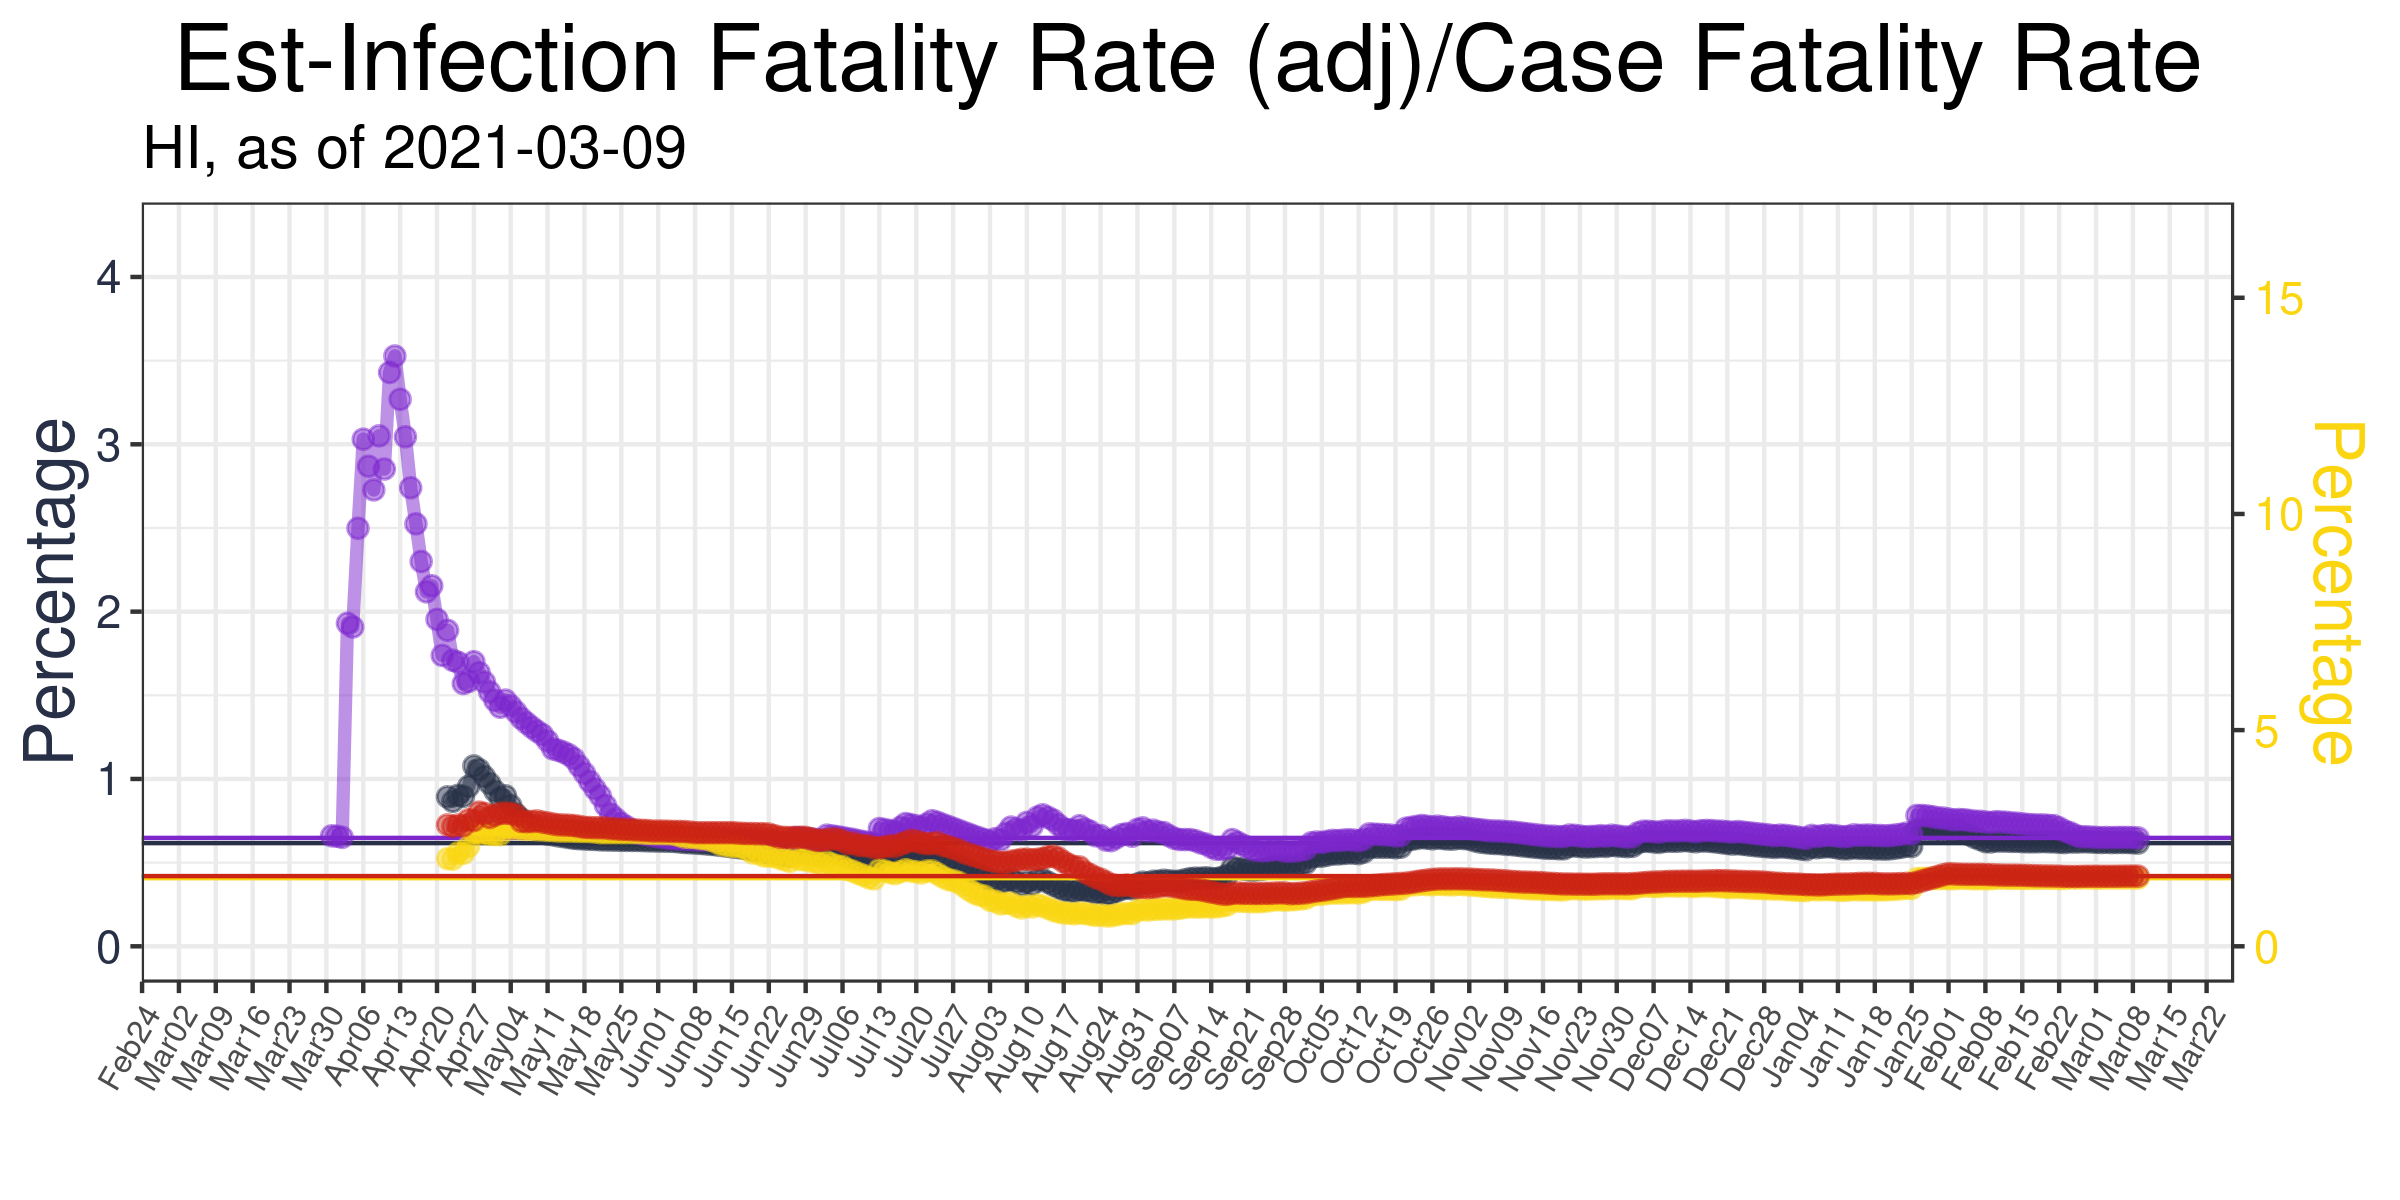 Est-Infection Fatality Rate (adj)/Case Fatality Rate
HI, as of 2021-03-09
Percentage
4
3
2
1
0
15
10
5
0
Percentage
Feb24
Mar02
Mar09
Mar16
Mar23
Mar30
Apr06
Apr13
Apr20
Apr27
May04
May11
May18
May25
Jun01
Jun08
Jun15
Jun22
Jun29
Jul06
Jul13
Jul20
Jul27
Aug03
Aug10
Aug17
Aug24
Aug31
Sep07
Sep14
Sep21
Sep28
Oct05
Oct12
Oct19
Oct26
Nov02
Nov09
Nov16
Nov23
Nov30
Dec07
Dec14
Dec21
Dec28
Jan04
Jan11
Jan18
Jan25
Feb01
Feb08
Feb15
Feb22
Mar01
Mar08
Mar15
Mar22